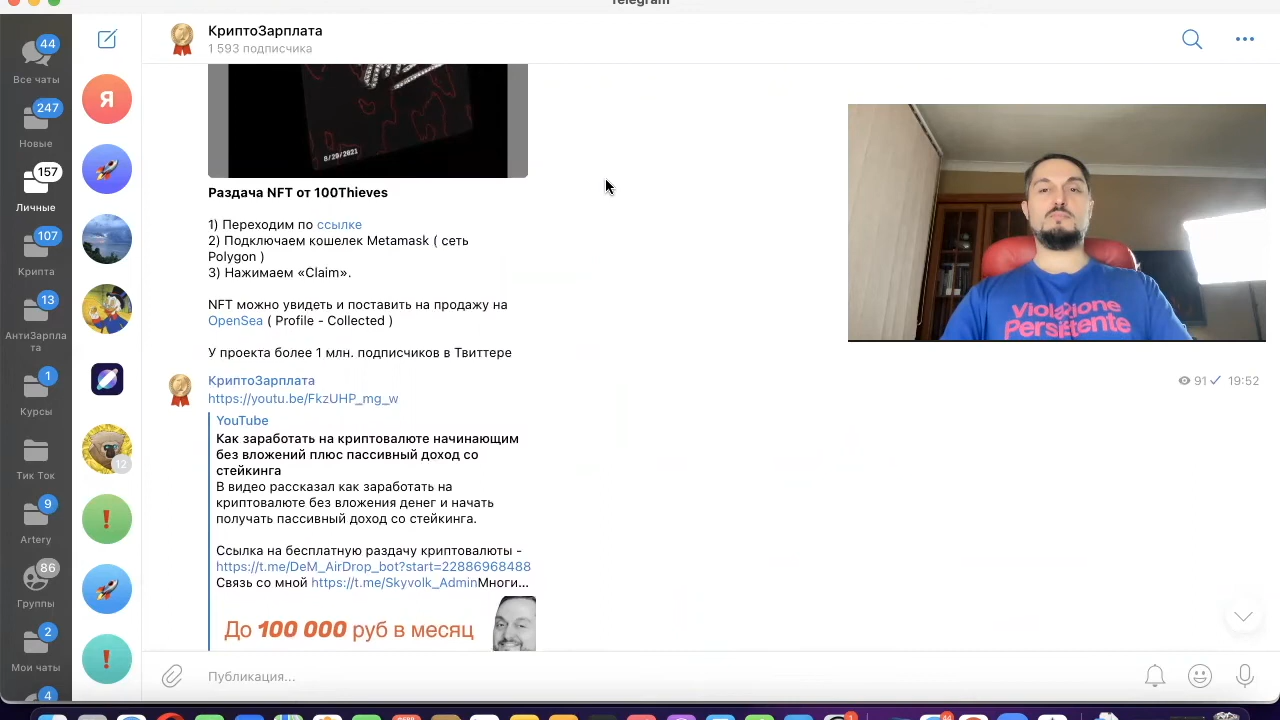 Telegram
44
Все чаты
247
Новые
157
Личные
107
Крипта
13
АнтиЗарпла
та
1
Курсы
Тик Ток
9
Artery
86
Группы
2
Мои чаты
4
Я
12
КриптоЗарплата
1 593 подписчика
8/20/2021
Раздача NFT от 100Thieves
1) Переходим по ссылке
2) Подключаем кошелек Metamask ( сеть
Polygon )
3) Нажимаем «Claim».
NFT можно увидеть и поставить на продажу на
OpenSea ( Profile - Collected )
У проекта более 1 млн. подписчиков в Твиттере
КриптоЗарплата
91 19:52
https://youtu.be/FkzUHP_mg_w
YouTube
Как заработать на криптовалюте начинающим
без вложений плюс пассивный доход со
стейкинга
В видео рассказал как заработать на
криптовалюте без вложения денег и начать
получать пассивный доход со стейкинга.
Ссылка на бесплатную раздачу криптовалюты -
https://t.me/DeM_AirDrop_bot?start=22886968488
Связь со мной https://t.me/Skyvolk_AdminМноги...
До 100 000 руб в месяц
Публикация...
Violazione
Persistente